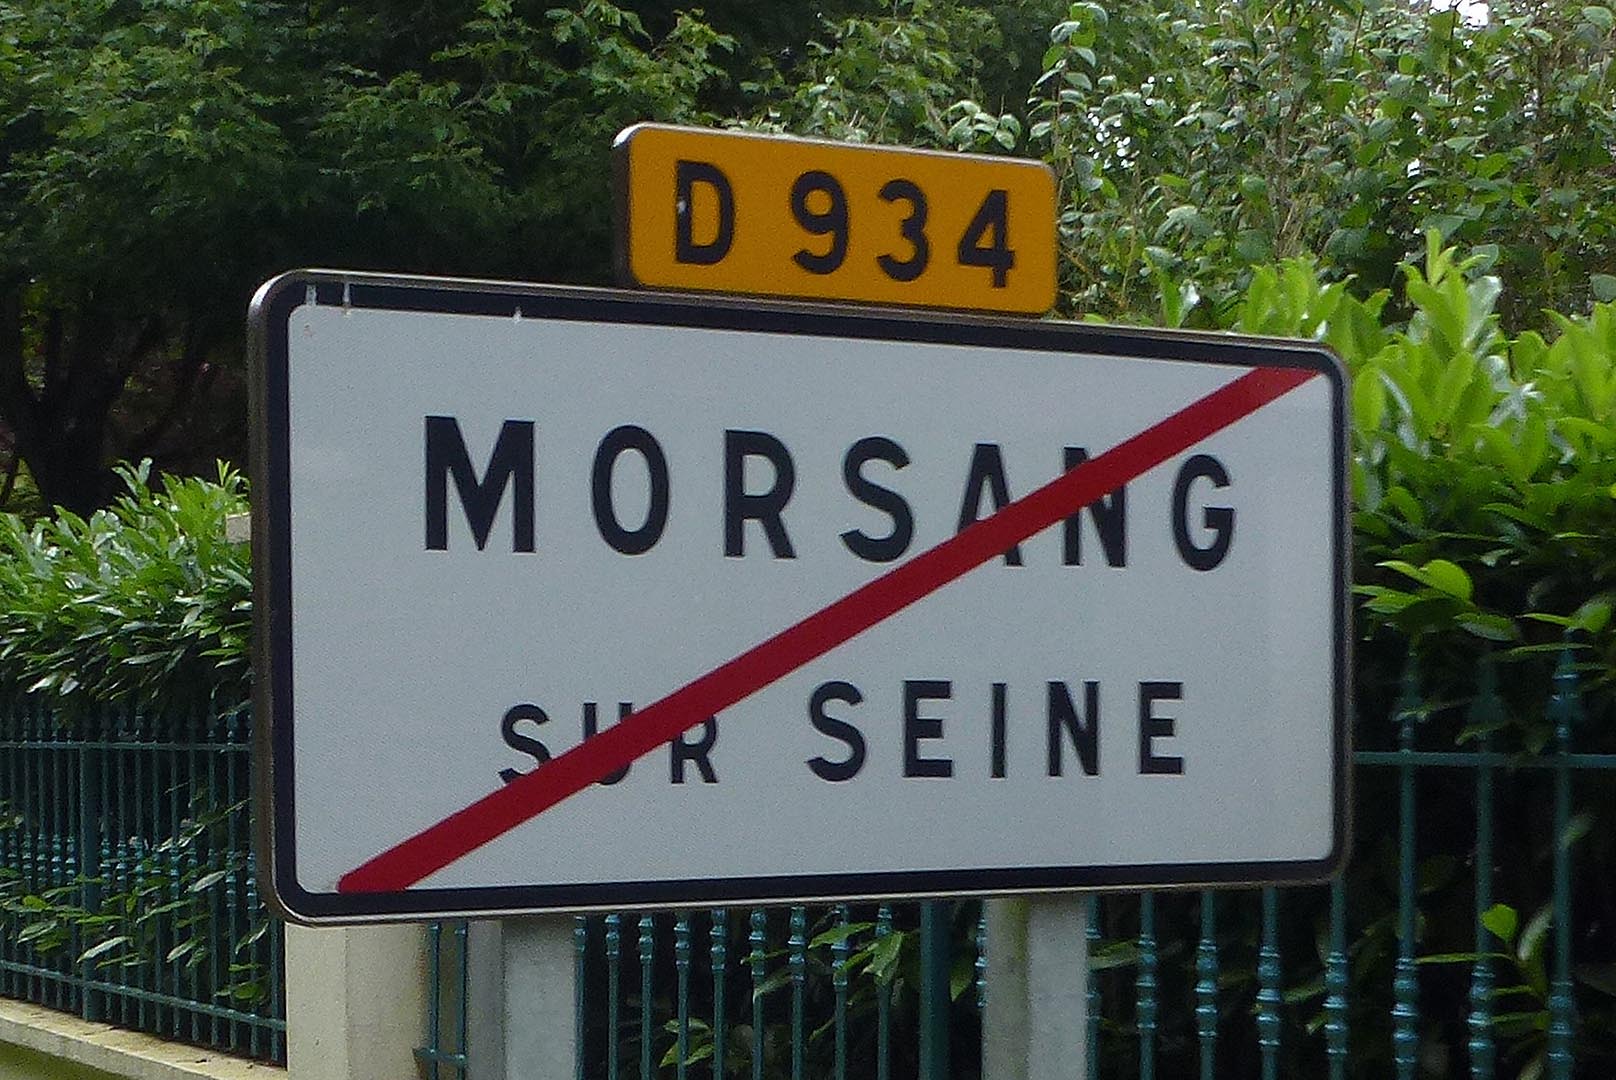 D 934
MORSANG
SUR SEINE